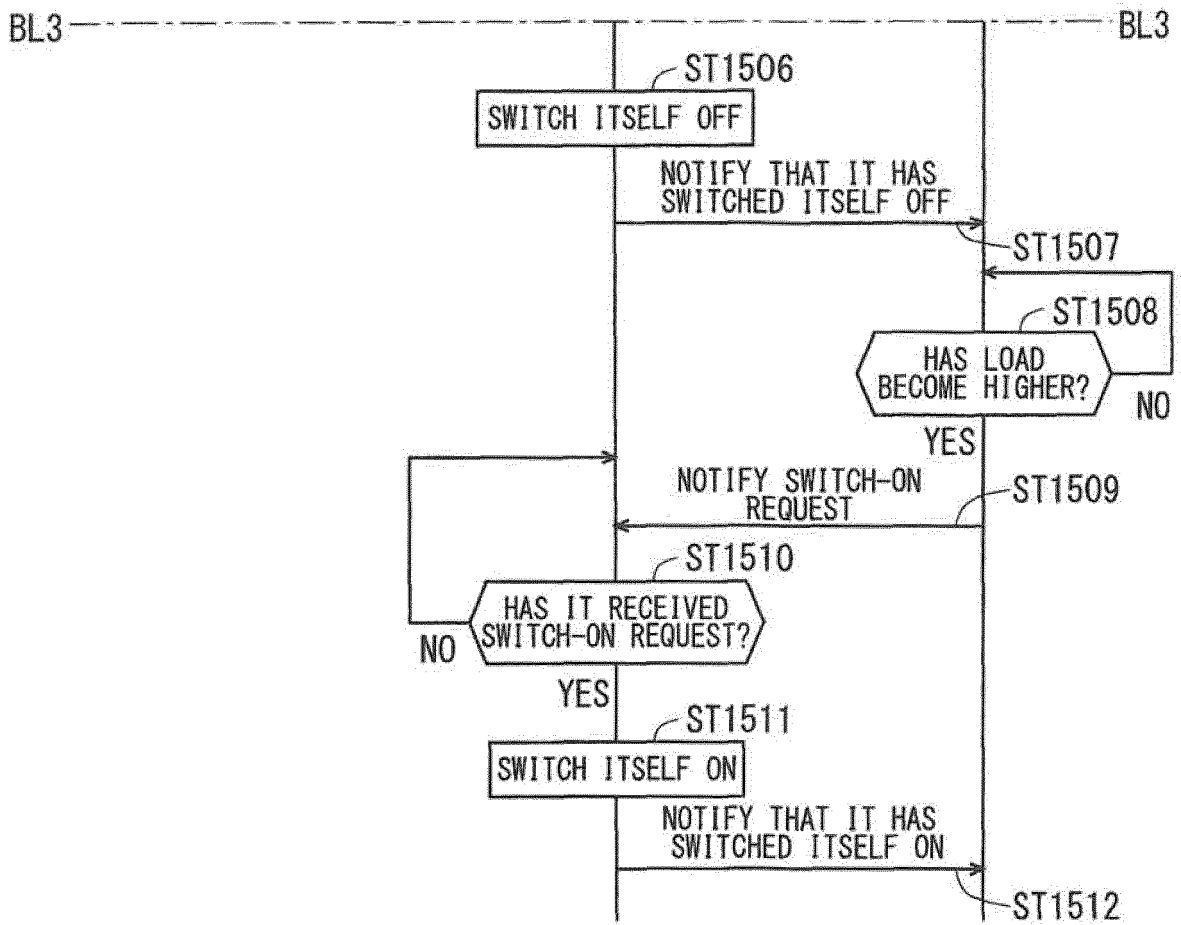 BL3
BL3
ST1506
SWITCH ITSELF OFF
NOTIFY THAT IT HAS
SWITCHED ITSELF OFF
ST1507
ST1508
HAS LOAD
BECOME HIGHER?
NO
YES
NOTIFY SWITCH-ON
REQUEST
ST1509
ST1510
HAS IT RECEIVED
SWITCH-ON REQUEST?
NO
YES
ST1511
SWITCH ITSELF ON
NOTIFY THAT IT HAS
SWITCHED ITSELF ON
ST1512